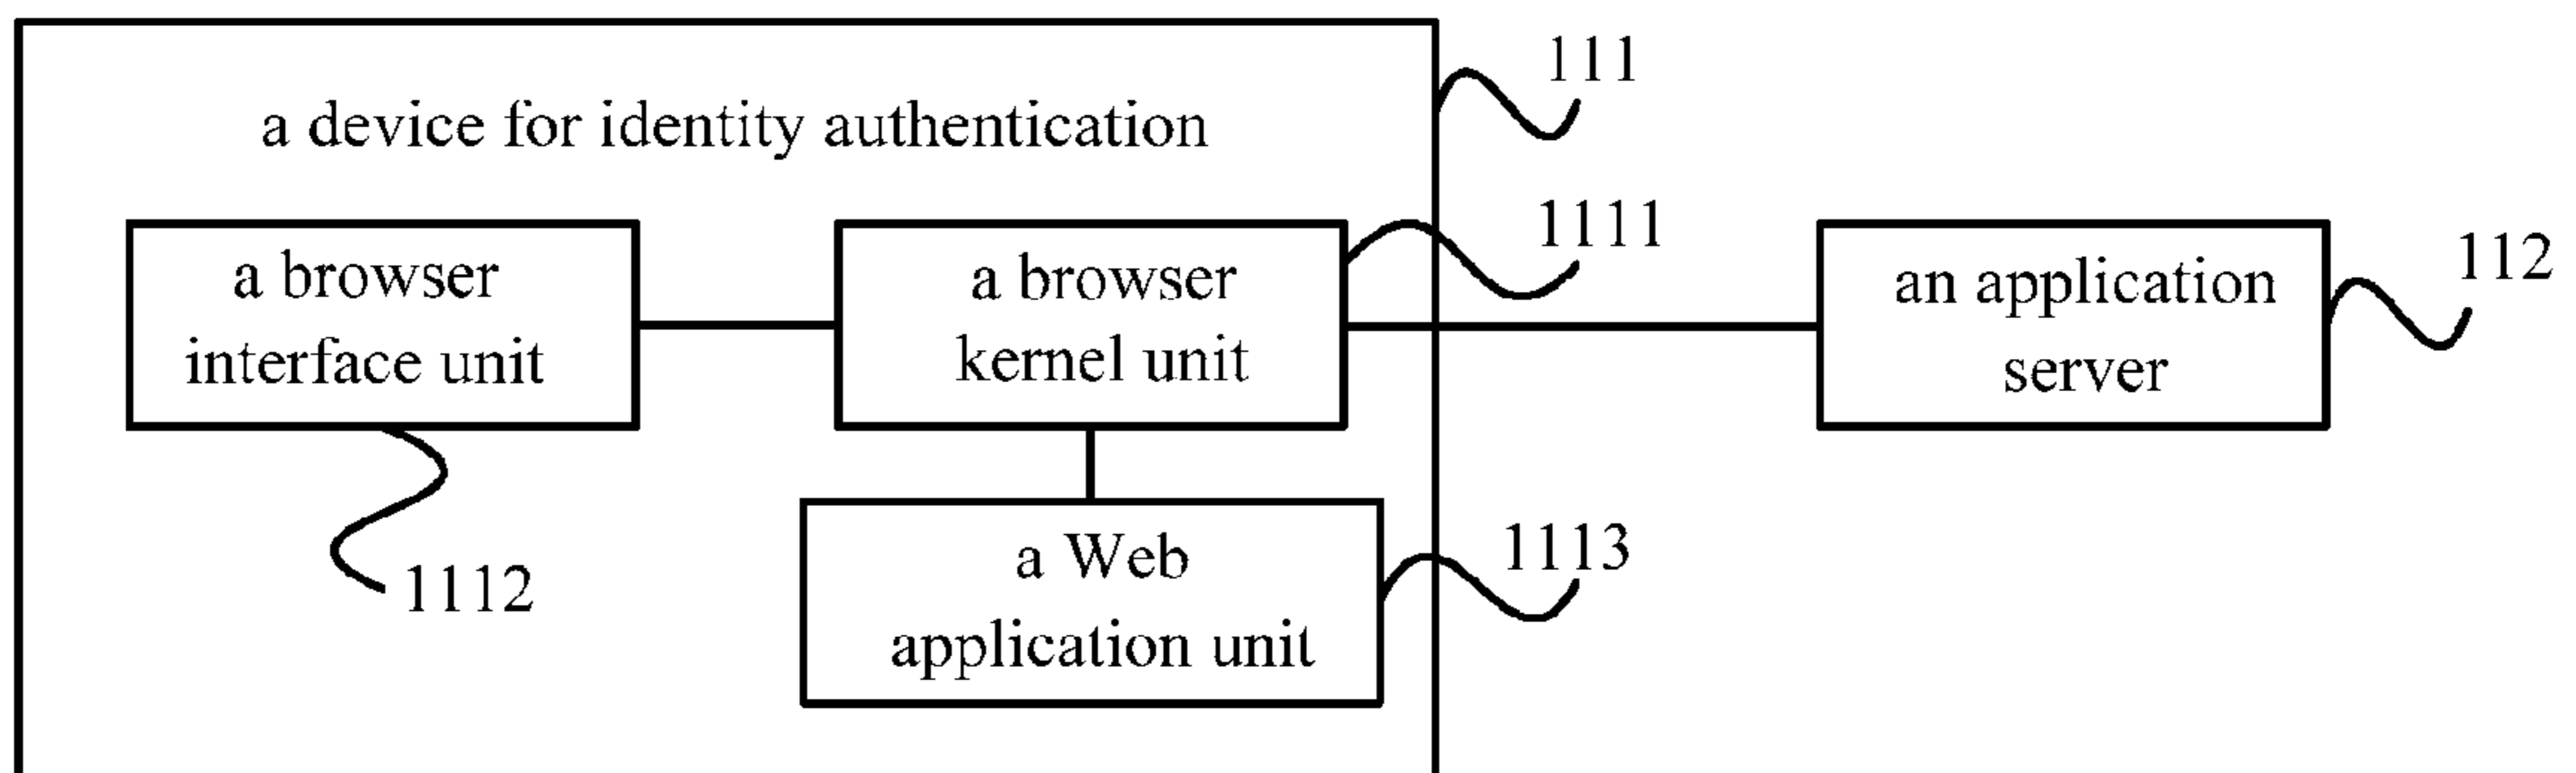 111
a device for identity authentication
1111
a browser
interface unit
a browser
kernel unit
an application
server
112
1112
a Web
application unit
1113